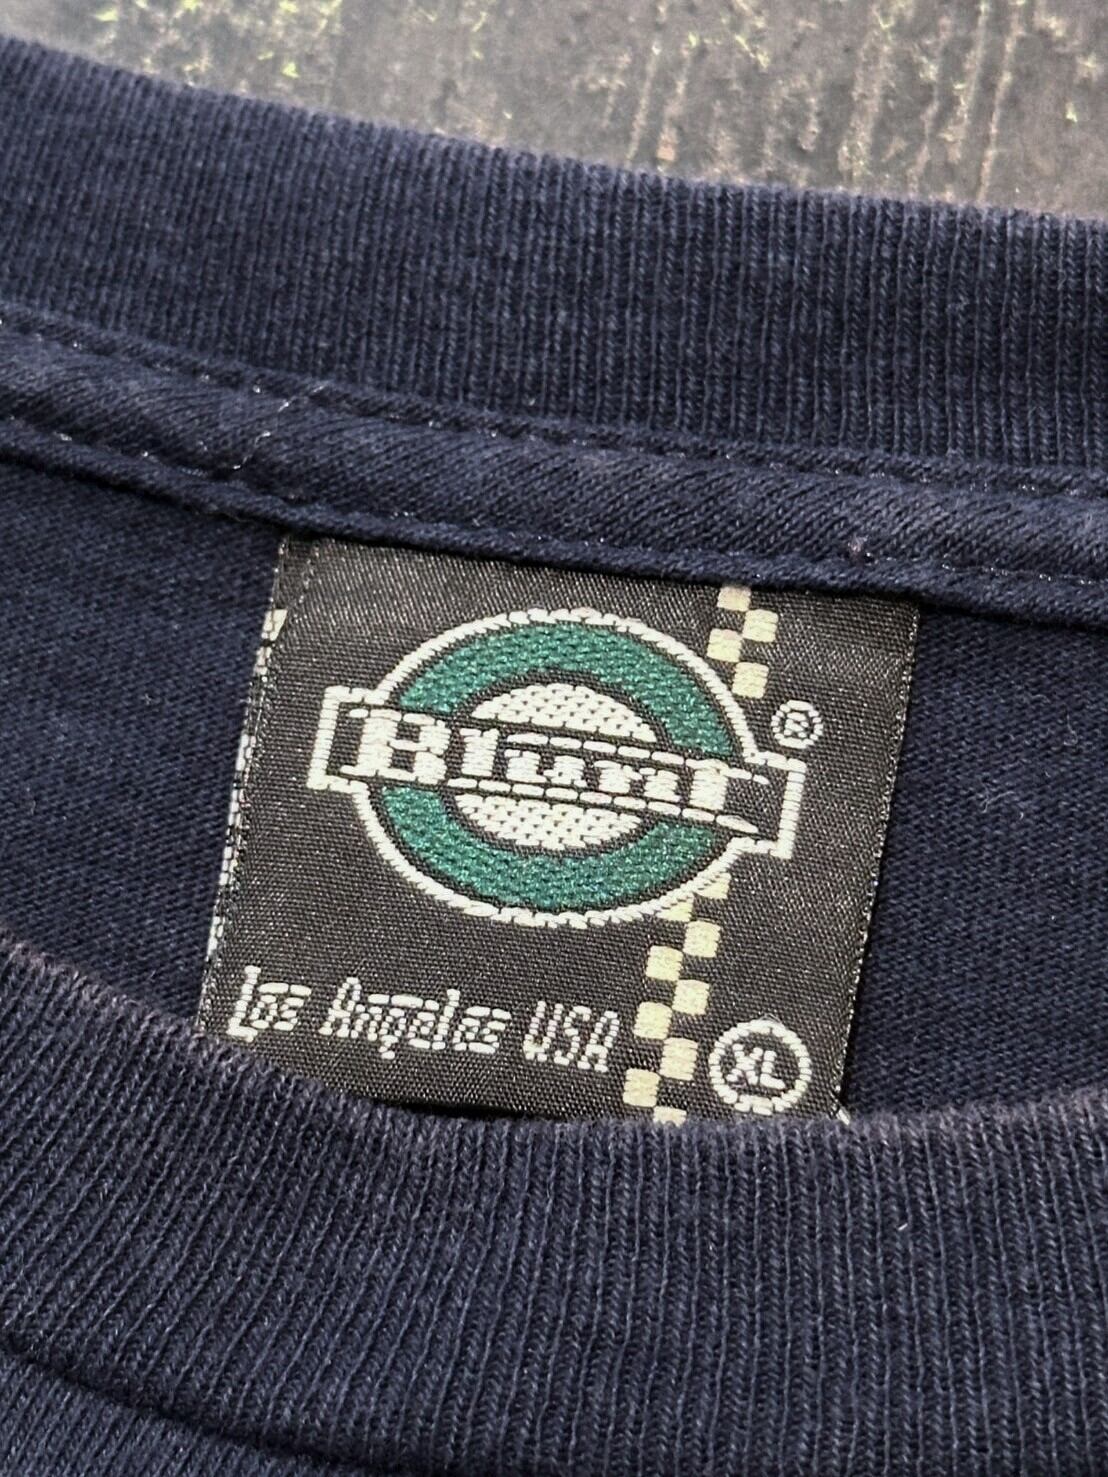 Blunt
®
Los Angeles USA
XL